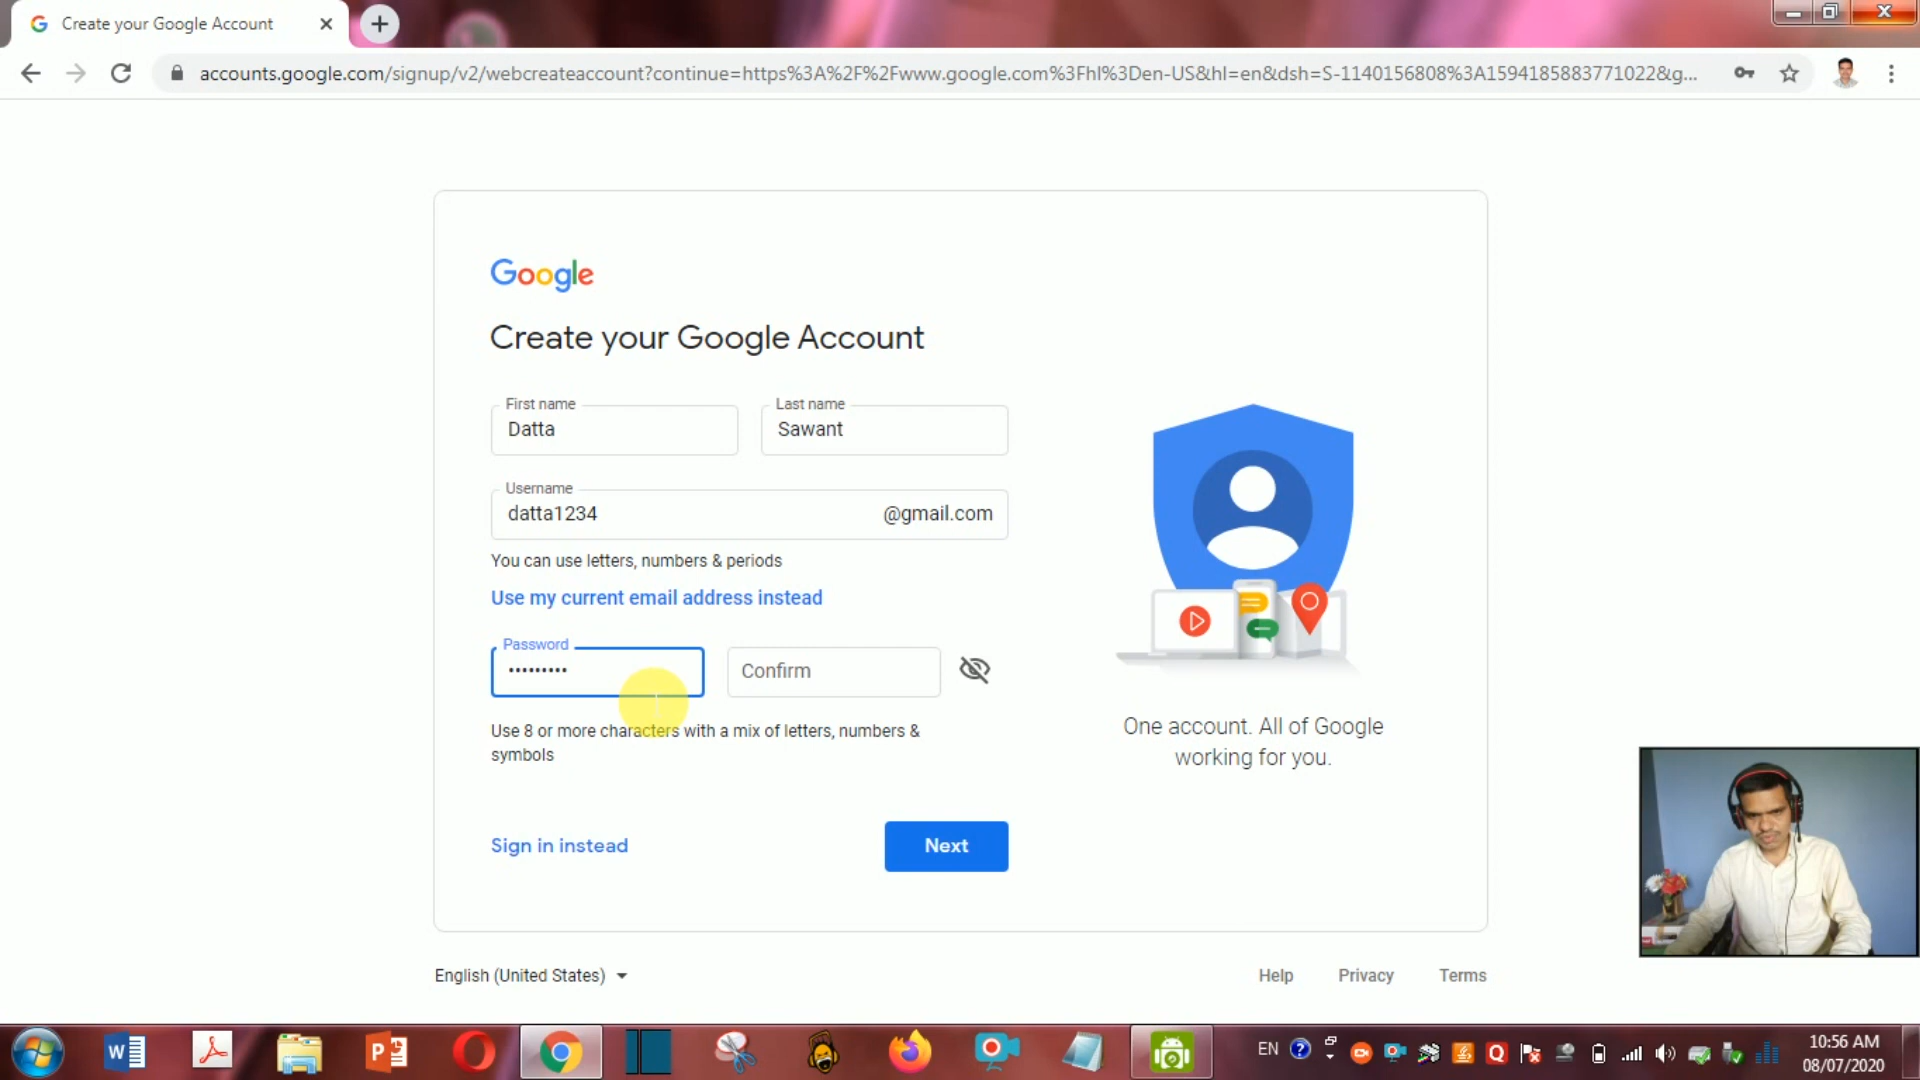 Create your Google Account
accounts.google.com/signup/v2/webcreateaccount?continue=https%3A%2F%2Fwww.google.com%3Fhl%3Den-US&hl=en&dsh=S-1140156808%3A1594185883771022&g...
Google
Create your Google Account
First name
Last name
Datta
Sawant
Username
datta1234
@gmail.com
You can use letters, numbers & periods
Use my current email address instead
Password
•••••••••
Confirm
Use 8 or more characters with a mix of letters, numbers &
symbols
One account. All of Google
working for you.
Sign in instead
Next
English (United States)
Help
Privacy
Terms
EN
10:56 AM
08/07/2020